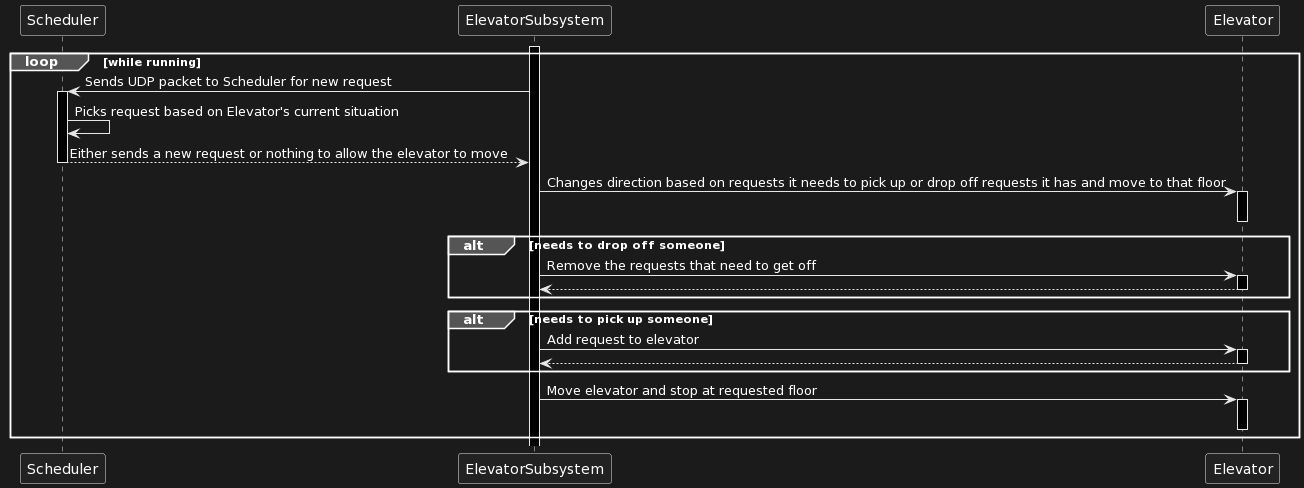 Scheduler
ElevatorSubsystem
Elevator
loop
[while running]
Sends UDP packet to Scheduler for new request
Picks request based on Elevator's current situation
Either sends a new request or nothing to allow the elevator to move
Changes direction based on requests it needs to pick up or drop off requests it has and move to that floor
alt
[needs to drop off someone]
Remove the requests that need to get off
alt
[needs to pick up someone]
Add request to elevator
Move elevator and stop at requested floor
Scheduler
ElevatorSubsystem
Elevator